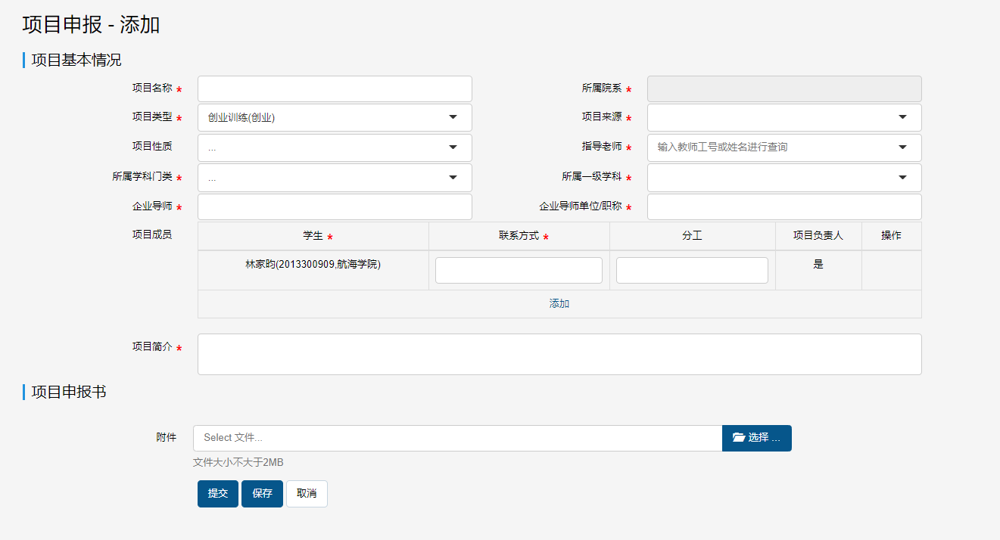 项目申报 - 添加
项目基本情况
项目名称 * 所属院系 *
项目类型 * 创业训练(创业) 项目来源 *
项目性质 ... 指导老师 * 输入教师工号或姓名进行查询
所属学科门类 * ... 所属一级学科 *
企业导师 * 企业导师单位/职称 *
项目成员 学生 * 联系方式 * 分工 项目负责人 操作
林家昀(2013300909,航海学院) 是
添加
项目简介 *
项目申报书
附件 Select 文件... 选择 ...
文件大小不大于2MB
提交 保存 取消